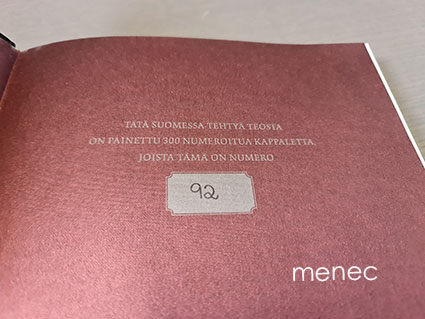 TÄTÄ SUOMESSA TEHTYÄ TEOSTA
ON PAINETTU 300 NUMEROITUA KAPPALETTA,
JOISTA TÄMÄ ON NUMERO
92
menec